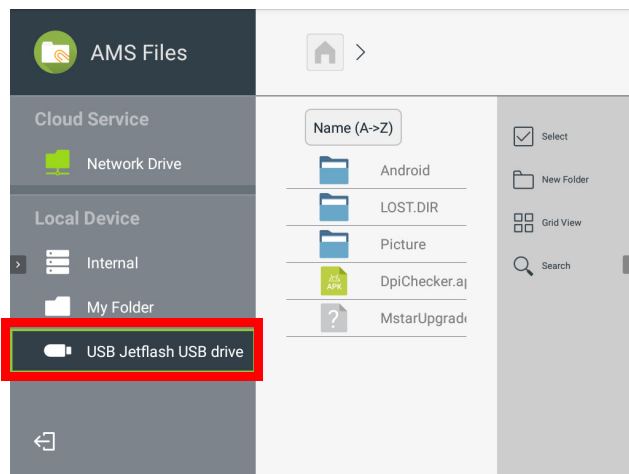 AMS Files
>
Cloud Service
Network Drive
Local Device
Internal
My Folder
USB Jetflash USB drive
Name (A->Z)
Android
LOST.DIR
Picture
APK
DpiChecker.a
?
MstarUpgrade
Select
New Folder
Grid View
Search